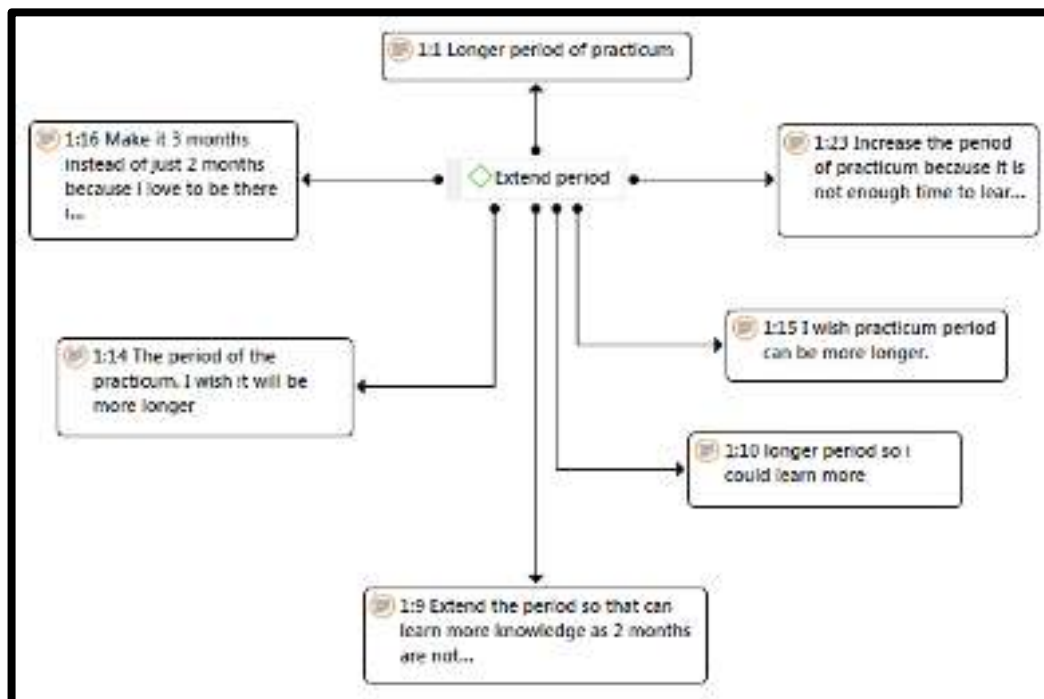 1:1 Longer period of practicum
1:16 Make it 3 months
instead of just 2 months
because I love to be there
I...
Extend period
1:23 Increase the period
of practicum because it is
not enough time to lear...
1:15 I wish practicum period
can be more longer.
1:14 The period of the
practicum. I wish it will be
more longer
1:10 longer period so i
could learn more
1:9 Extend the period so that can
learn more knowledge as 2 months
are not...